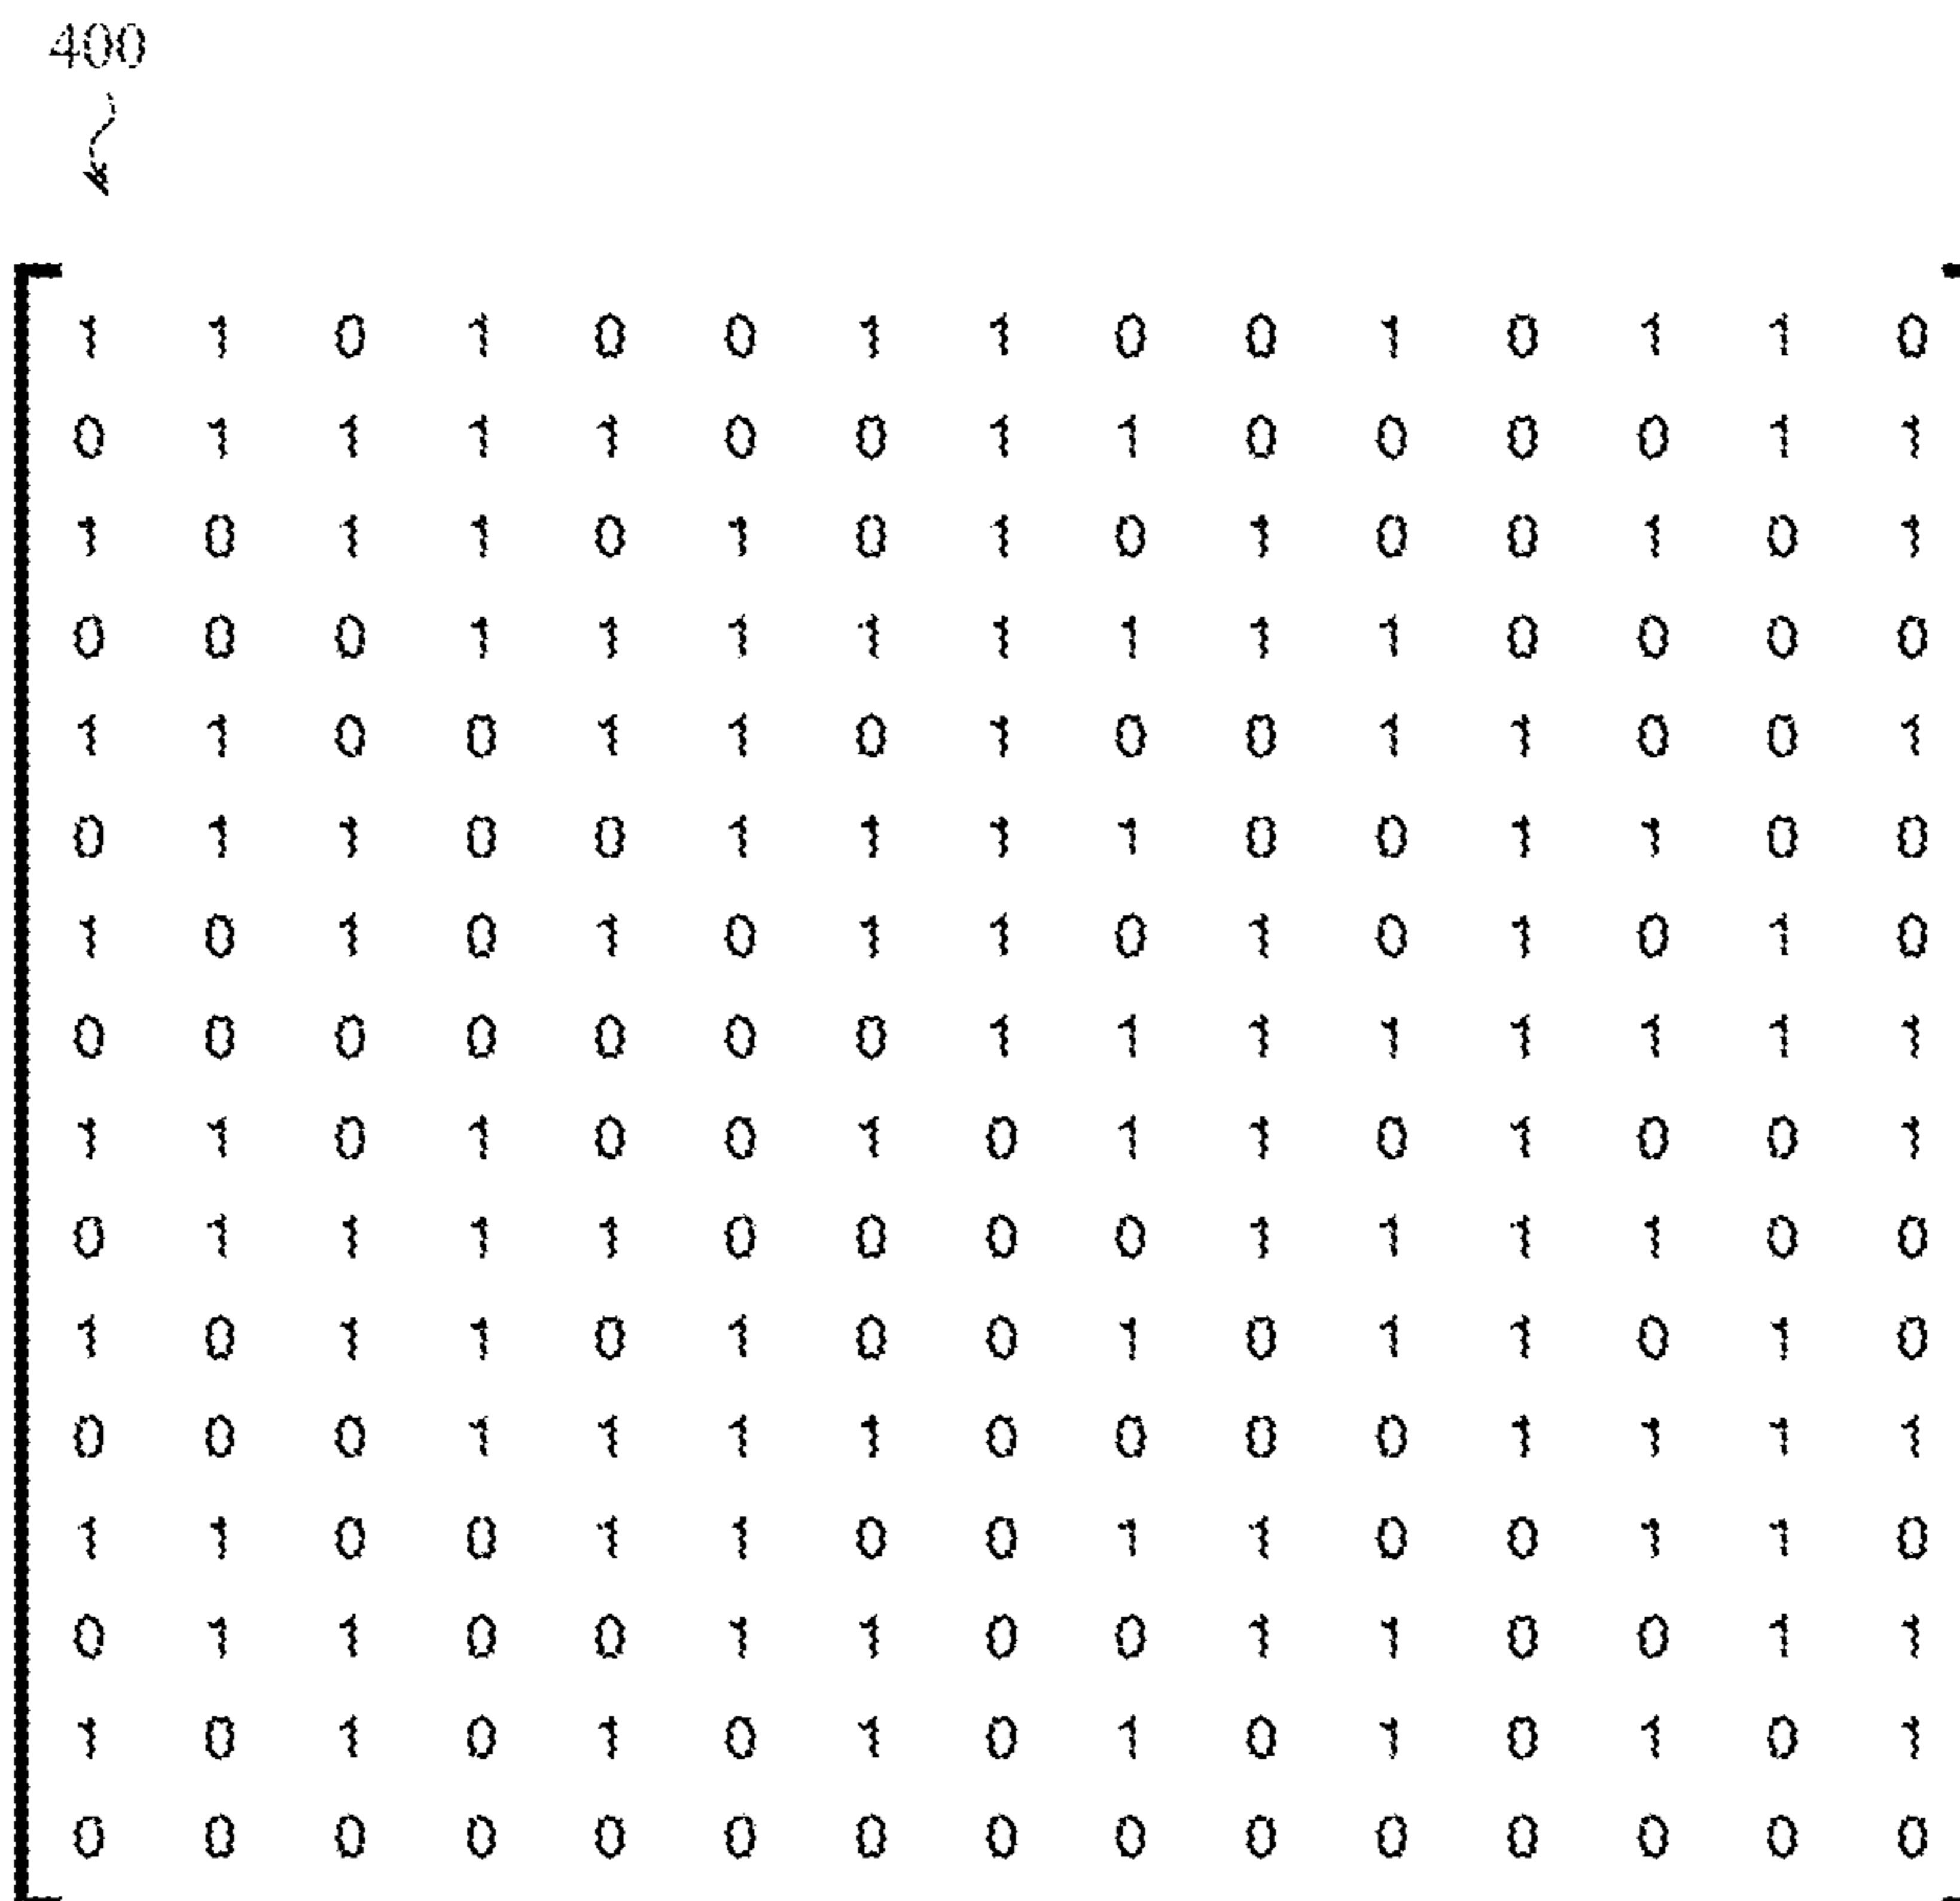 400
1 1 0 1 0 0 1 1 0 0 1 0 1 1 0
0 1 1 1 1 0 0 1 1 0 0 0 0 1 1
1 0 1 1 0 1 0 1 0 1 0 0 1 0 1
0 0 0 1 1 1 1 1 1 1 1 0 0 0 0
1 1 0 0 1 1 0 1 0 0 1 1 0 0 1
0 1 1 0 0 1 1 1 1 0 0 1 1 0 0
1 0 1 0 1 0 1 1 0 1 0 1 0 1 0
0 0 0 0 0 0 0 1 1 1 1 1 1 1 1
1 1 0 1 0 0 1 0 1 1 0 1 0 0 1
0 1 1 1 1 0 0 0 0 1 1 1 1 0 0
1 0 1 1 0 1 0 0 1 0 1 1 0 1 0
0 0 0 1 1 1 1 0 0 0 0 1 1 1 1
1 1 0 0 1 1 0 0 1 1 0 0 1 1 0
0 1 1 0 0 1 1 0 0 1 1 0 0 1 1
1 0 1 0 1 0 1 0 1 0 1 0 1 0 1
0 0 0 0 0 0 0 0 0 0 0 0 0 0 0